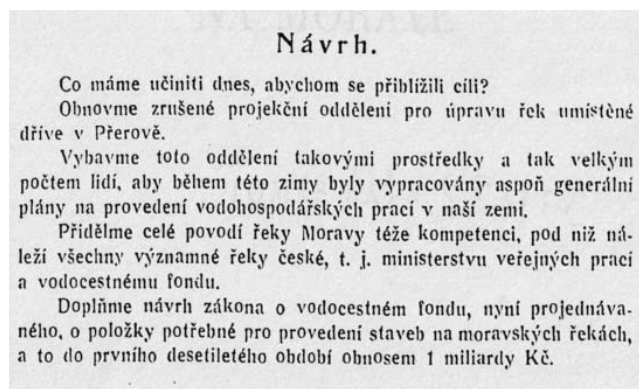 Návrh.
Co máme učiniti dnes, abychom se přiblížili cíli?
Obnovme zrušené projekční oddělení pro úpravu řek umístěné
dříve v Přerově.
Vybavme toto oddělení takovými prostředky a tak velkým
počtem lidí, aby během této zimy byly vypracovány aspoň generální
plány na provedení vodohospodářských prací v naší zemi.
Přidělme celé povodí řeky Moravy téže kompetenci, pod niž ná-
leží všechny významné řeky české, t. j. ministerstvu veřejných prací
a vodocestnému fondu.
Doplňme návrh zákona o vodocestném fondu, nyní projednáva-
ného, o položky potřebné pro provedení staveb na moravských řekách,
a to do prvního desetiletého období obnosem 1 miliardy Kč.